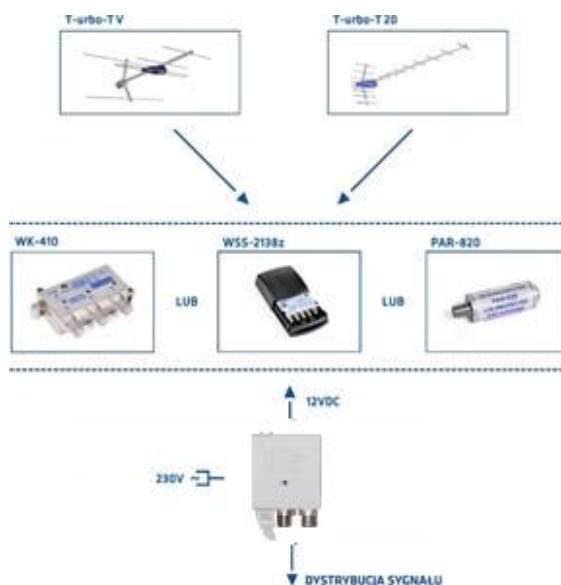 T-urbo-TV
T-urbo-T20
WK-410
WSS-2138z
PAR-820
LUB
LUB
12VDC
230V ~
DYSTRYBUCJA SYGNAŁU